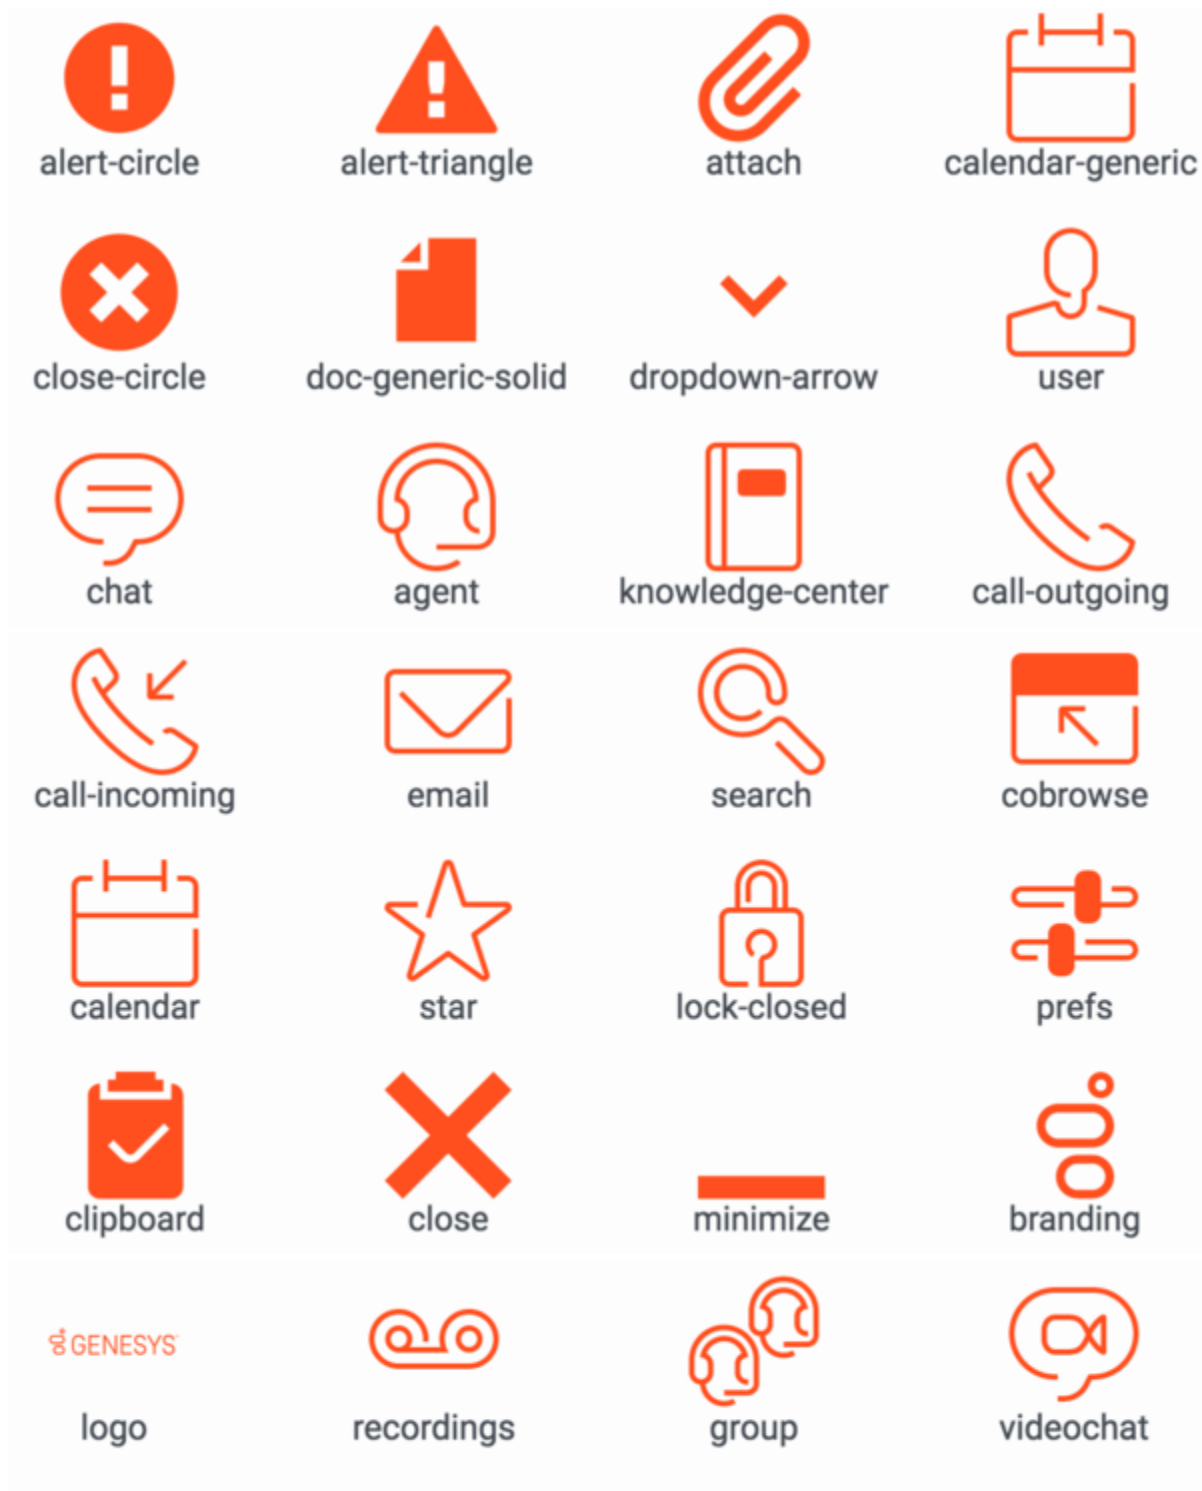 alert-circle alert-triangle attach calendar-generic
close-circle doc-generic-solid dropdown-arrow user
chat agent knowledge-center call-outgoing
call-incoming email search cobrowse
calendar star lock-closed prefs
clipboard close minimize branding
GENESYS
logo recordings group videochat